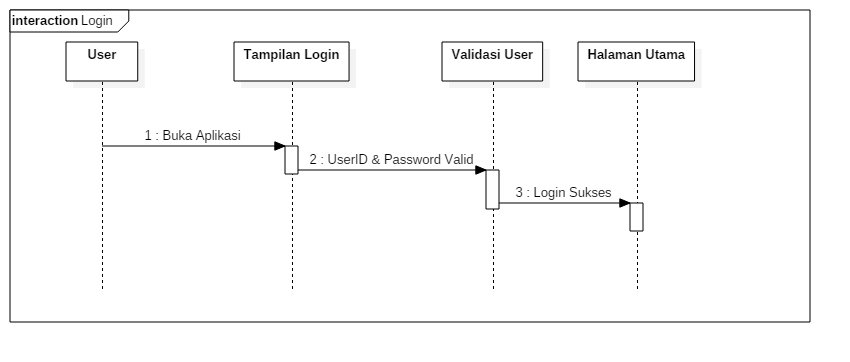 interaction Login
User
Tampilan Login
Validasi User
Halaman Utama
1 : Buka Aplikasi
2 : UserID & Password Valid
3 : Login Sukses